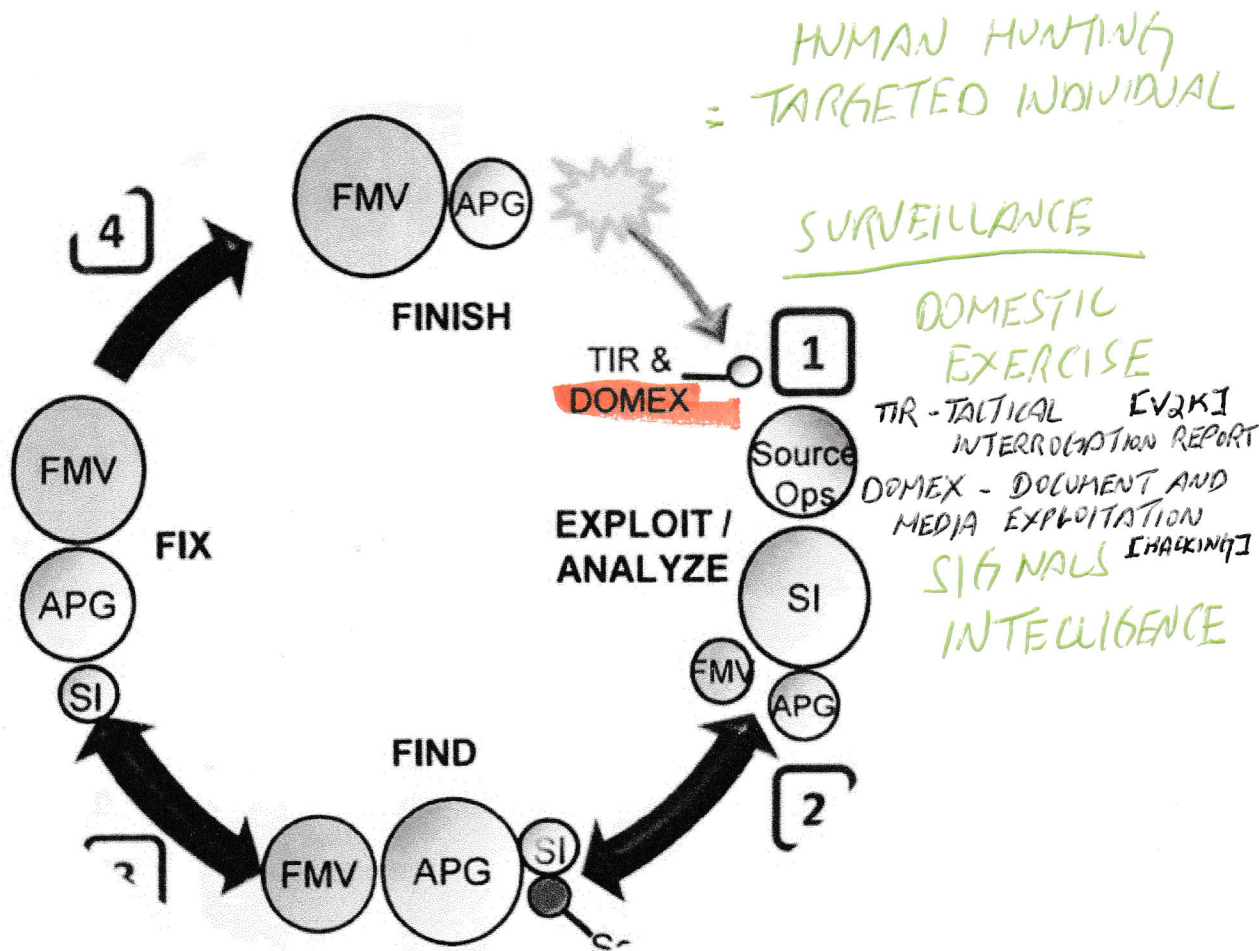 HUMAN HUNTING
= TARGETED INDIVIDUAL
SURVEILLANCE
DOMESTIC
EXERCISE
TIR - TACTICAL [V2K]
INTERROGATION REPORT
DOMEX - DOCUMENT AND
MEDIA EXPLOITATION
[HACKING]
SIGNALS
INTELLIGENCE
4
FMV
APG
FINISH
TIR &
DOMEX
1
Source
Ops
EXPLOIT /
ANALYZE
SI
FMV
APG
2
FMV
FIX
APG
SI
FIND
3
FMV
APG
SI